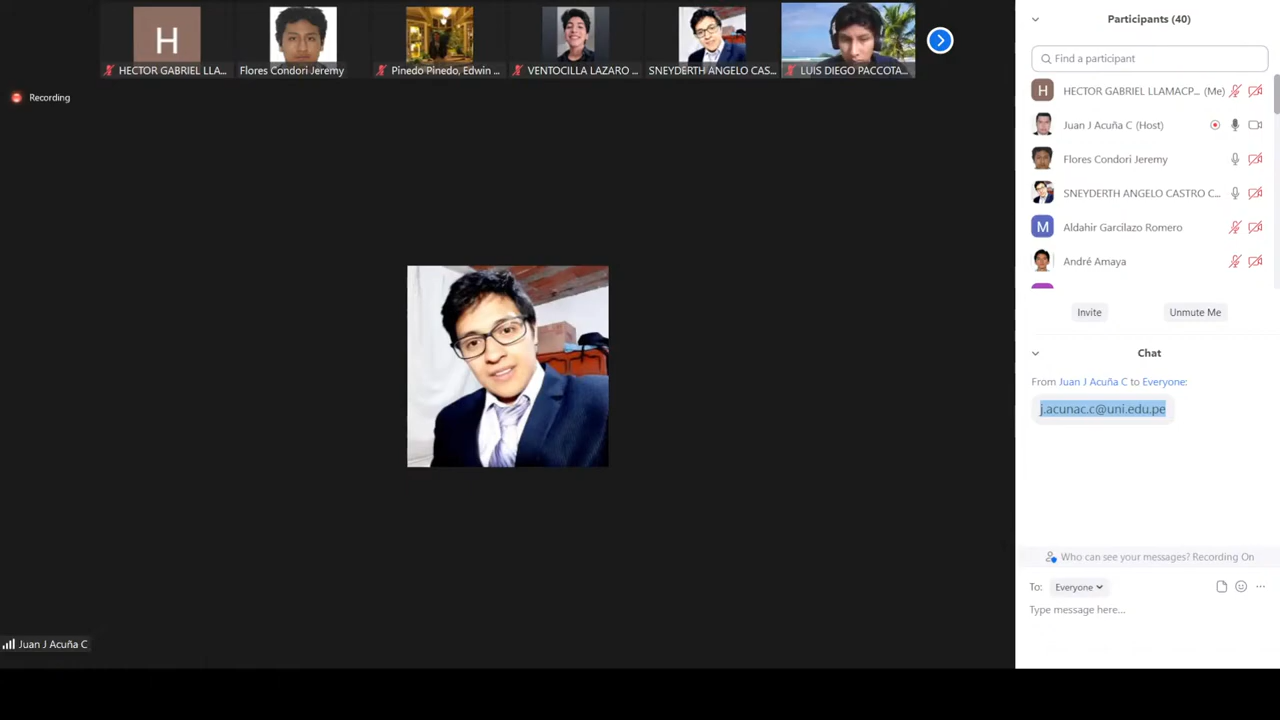 H
HECTOR GABRIEL LLA...
Flores Condori Jeremy
Pinedo Pinedo, Edwin ...
VENTOCILLA LAZARO ...
SNEYDERTH ANGELO CAS...
LUIS DIEGO PACCOTA...
Recording
Juan J Acuña C
Participants (40)
Find a participant
H
HECTOR GABRIEL LLAMACP... (Me)
Juan J Acuña C (Host)
Flores Condori Jeremy
SNEYDERTH ANGELO CASTRO C...
M
Aldahir Garcilazo Romero
André Amaya
Invite
Unmute Me
Chat
From Juan J Acuña C to Everyone:
j.acunac.c@uni.edu.pe
Who can see your messages? Recording On
To: Everyone
Type message here...